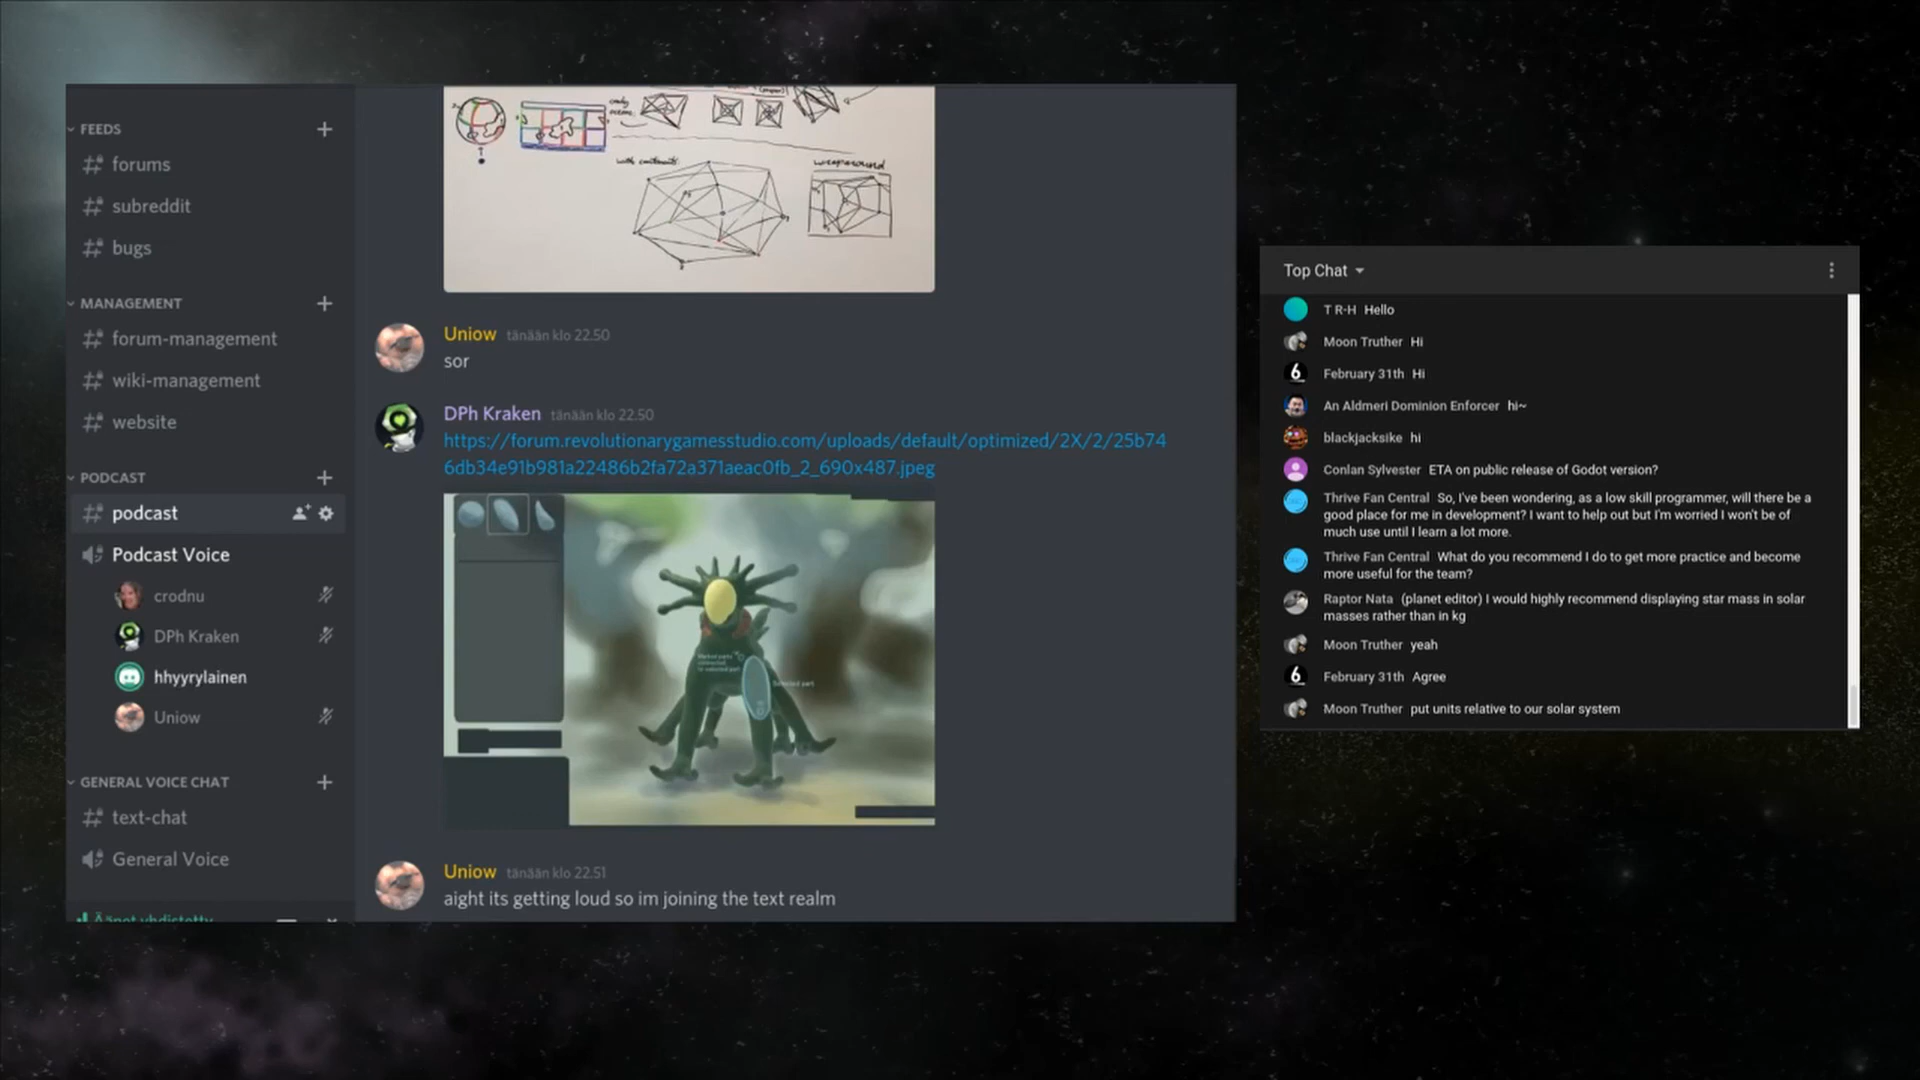 FEEDS
forums
subreddit
bugs
MANAGEMENT
forum-management
wiki-management
website
PODCAST
podcast
Podcast Voice
crodnu
DPh Kraken
hhyyrylainen
Uniow
GENERAL VOICE CHAT
text-chat
General Voice
Äänet yhdistetty
with continents
wraparound
Uniow tänään klo 22.50
sor
DPh Kraken tänään klo 22.50
https://forum.revolutionarygamesstudio.com/uploads/default/optimized/2X/2/25b74
6db34e91b981a22486b2fa72a371aeac0fb_2_690x487.jpeg
Selected part
Uniow tänään klo 22.51
aight its getting loud so im joining the text realm
Top Chat
T R-H Hello
Moon Truther Hi
6
February 31th Hi
An Aldmeri Dominion Enforcer hi~
blackjacksike hi
Conlan Sylvester ETA on public release of Godot version?
Thrive Fan Central So, I've been wondering, as a low skill programmer, will there be a
good place for me in development? I want to help out but I'm worried I won't be of
much use until I learn a lot more.
Thrive Fan Central What do you recommend I do to get more practice and become
more useful for the team?
Raptor Nata (planet editor) I would highly recommend displaying star mass in solar
masses rather than in kg
Moon Truther yeah
6
February 31th Agree
Moon Truther put units relative to our solar system